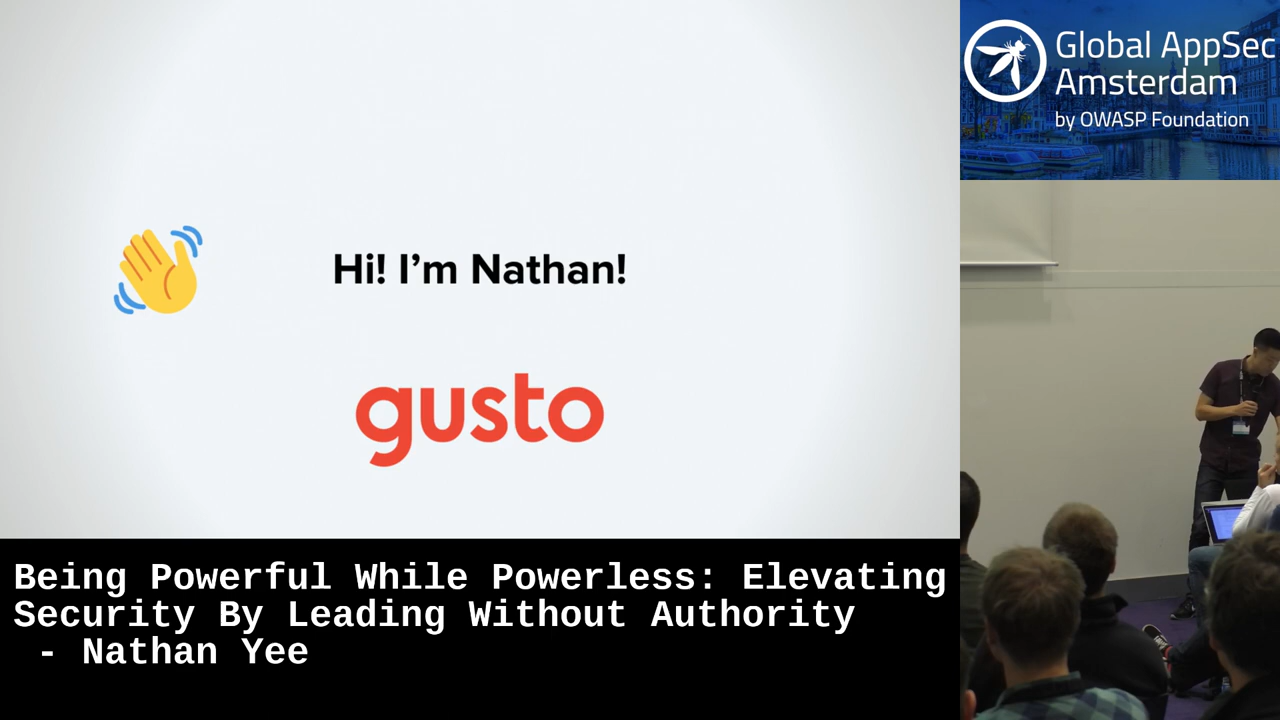 Hi! I'm Nathan!
gusto
Global AppSec
Amsterdam
by OWASP Foundation
Being Powerful While Powerless: Elevating
Security By Leading Without Authority
- Nathan Yee